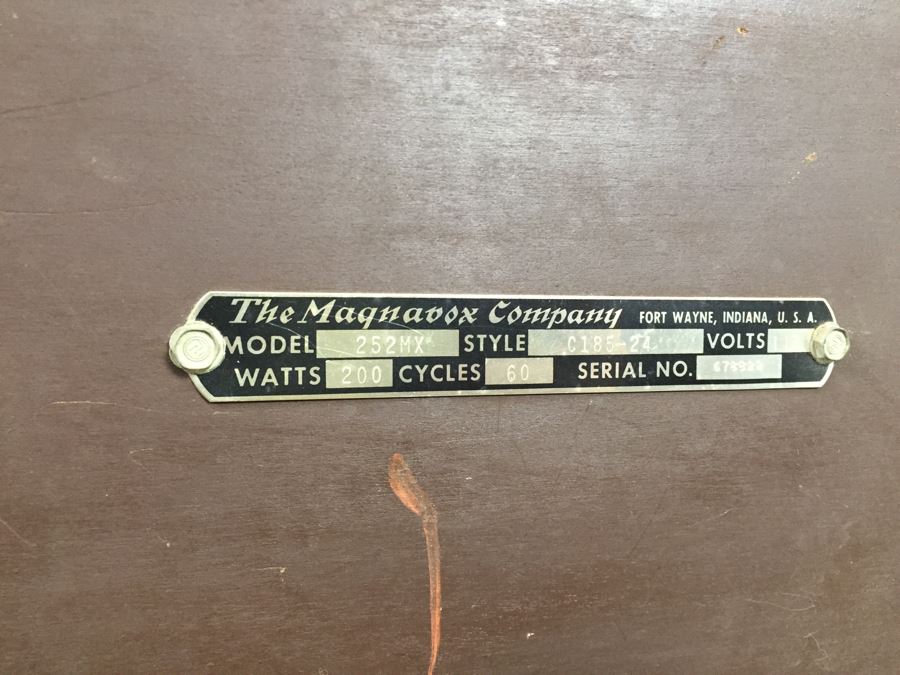 The Magnavox Company FORT WAYNE, INDIANA, U. S. A.
MODEL 252MX STYLE C185-24 VOLTS
WATTS 200 CYCLES 60 SERIAL NO.